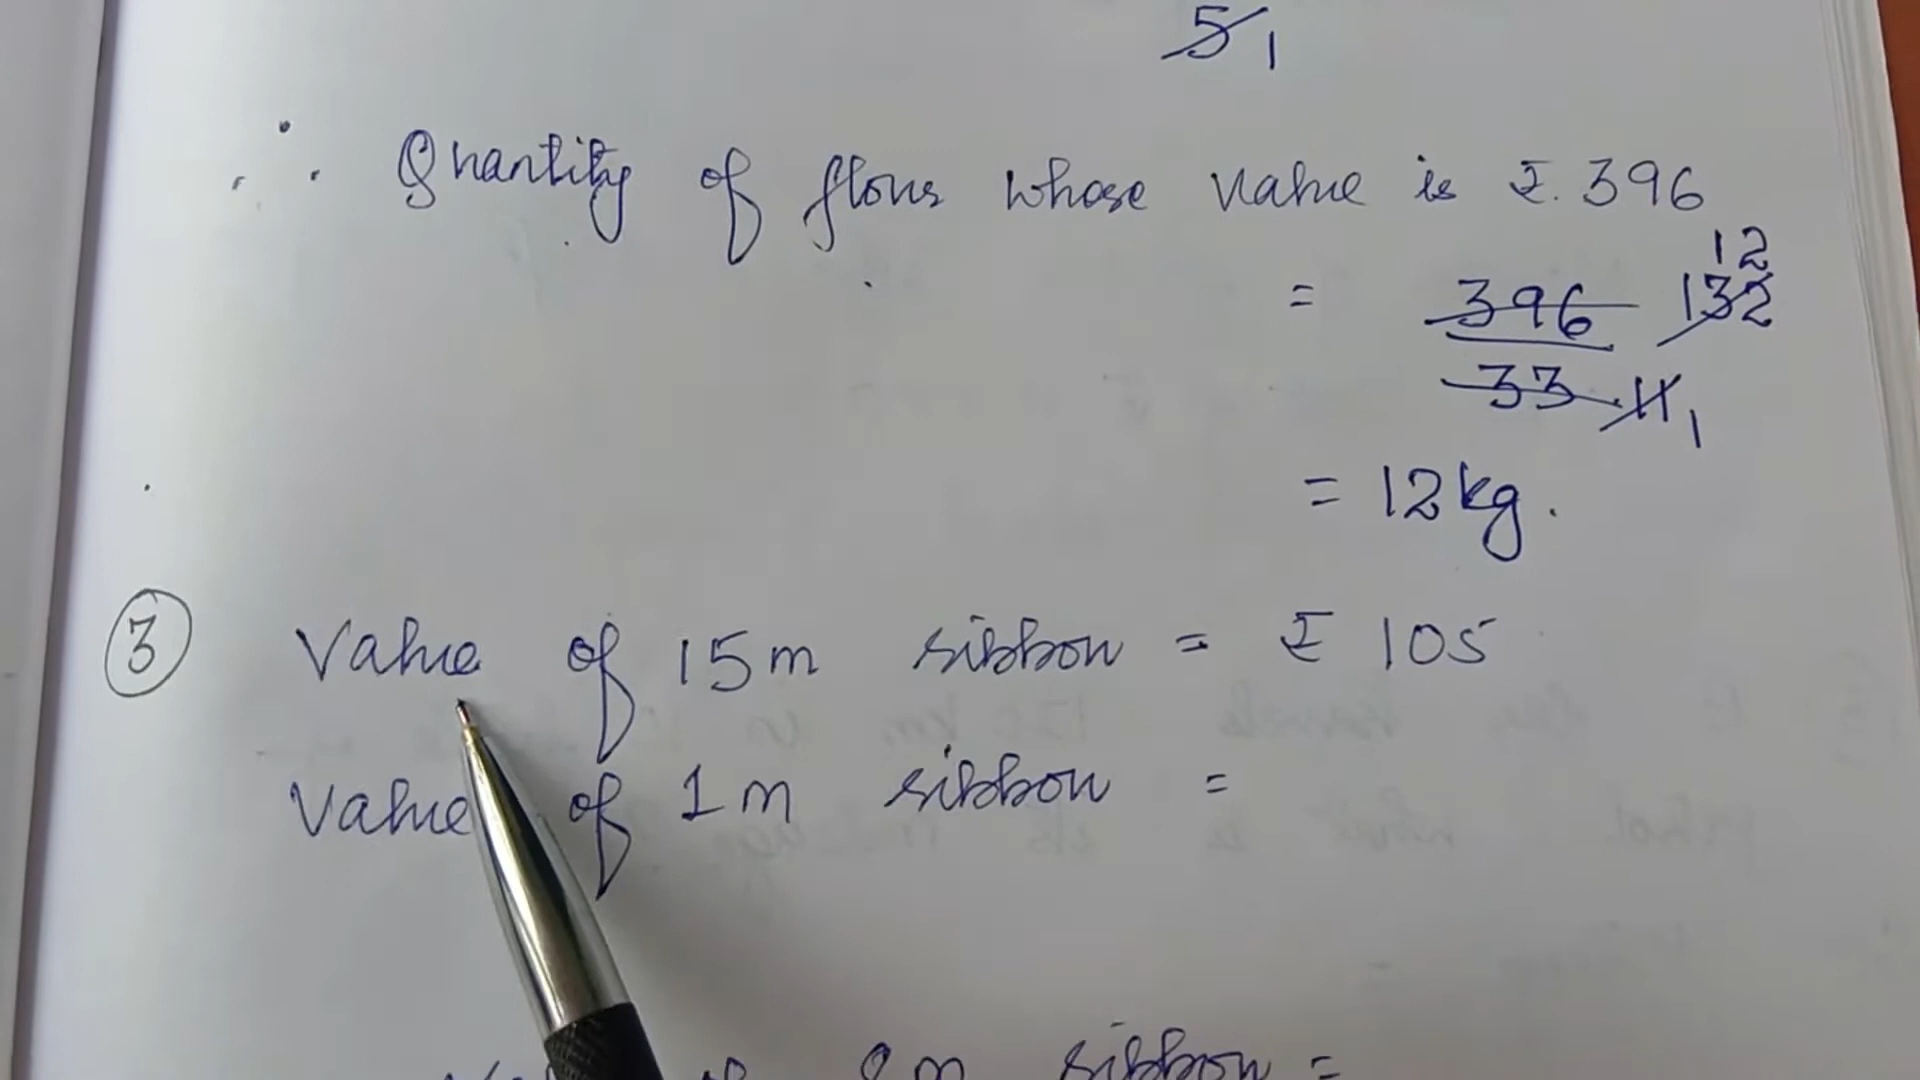 5 1
∴ Quantity of flour whose value is ₹. 396
12
= 396 132
33 11 1
= 12kg.
3 Value of 15m ribbon = ₹ 105
Value of 1m ribbon =
ribbon =